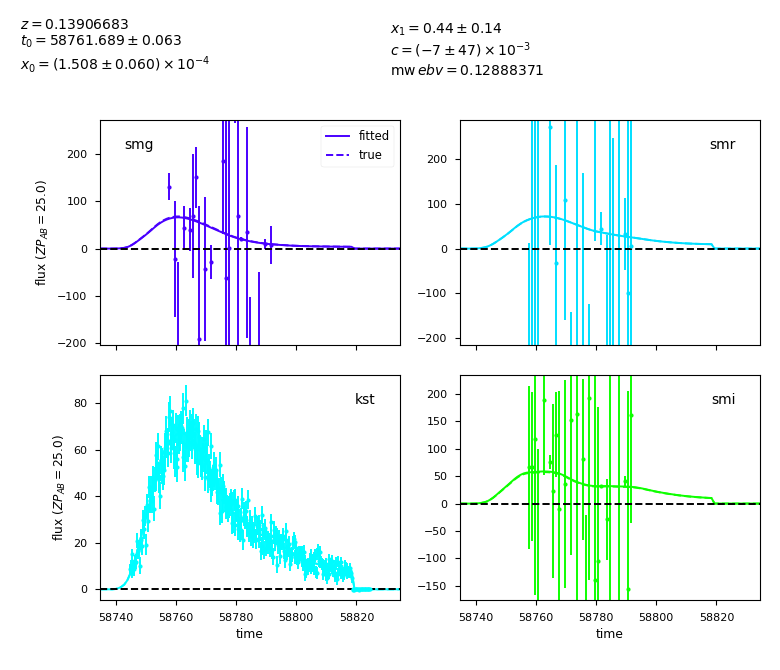 z = 0.13906683
t₀ = 58761.689 ± 0.063
x₀ = (1.508 ± 0.060) × 10⁻⁴
x₁ = 0.44 ± 0.14
c = (−7 ± 47) × 10⁻³
mw ebv = 0.12888371
smg
fitted
true
200
100
0
−100
−200
flux (ZP_AB = 25.0)
smr
200
100
0
−100
−200
kst
80
60
40
20
0
flux (ZP_AB = 25.0)
58740 58760 58780 58800 58820
time
smi
200
150
100
50
0
−50
−100
−150
58740 58760 58780 58800 58820
time